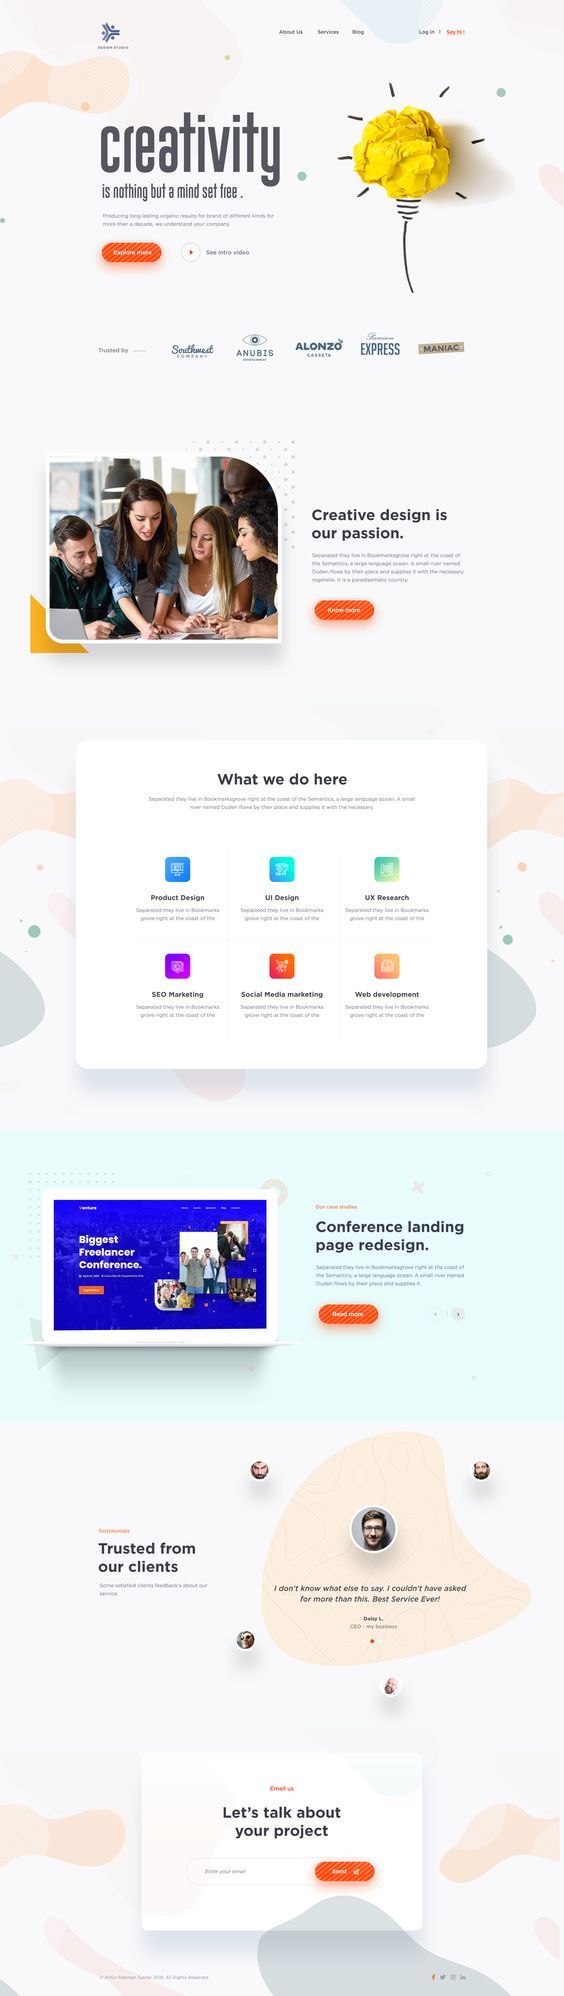 DESIGN STUDIO
About Us Services Blog Log in | Say hi !
creativity
is nothing but a mind set free .
Producing long lasting organic results for brand of different kinds for
more than a decade, we understand your company.
Explore more See intro video
Trusted by
Southwest
COMPANY
ANUBIS
ENTERTAINMENT
ALONZO
CASSETA
Premium
EXPRESS
MANIAC
Creative design is
our passion.
Separated they live in Bookmarksgrove right at the coast of
the Semantics, a large language ocean. A small river named
Duden flows by their place and supplies it with the necessary
regelialia. It is a paradisematic country.
Know more
What we do here
Separated they live in Bookmarksgrove right at the coast of the Semantics, a large language ocean. A small
river named Duden flows by their place and supplies it with the necessary.
Product Design
Separated they live in Bookmarks
grove right at the coast of the
UI Design
Separated they live in Bookmarks
grove right at the coast of the
UX Research
Separated they live in Bookmarks
grove right at the coast of the
SEO Marketing
Separated they live in Bookmarks
grove right at the coast of the
Social Media marketing
Separated they live in Bookmarks
grove right at the coast of the
Web development
Separated they live in Bookmarks
grove right at the coast of the
Venture
Biggest
Freelancer
Conference.
Our case studies
Conference landing
page redesign.
Separated they live in Bookmarksgrove right at the coast of
the Semantics, a large language ocean. A small river named
Duden flows by their place and supplies it.
Read more
Testimonials
Trusted from
our clients
Some satisfaid clients feedback's about our
service.
I don't know what else to say. I couldn't have asked
for more than this. Best Service Ever!
Daisy L.
CEO - my business
Email us
Let's talk about
your project
Enter your email Send
© Arifur Rahman Tushar 2019. All Rights Reserved.